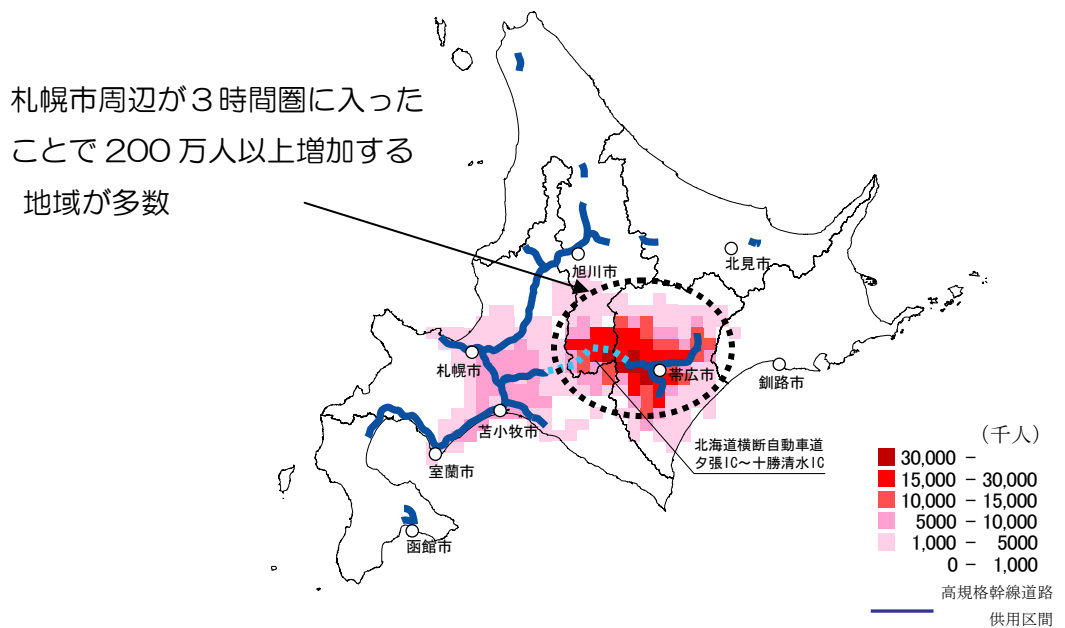 札幌市周辺が３時間圏に入った
ことで 200 万人以上増加する
地域が多数
旭川市
北見市
札幌市
帯広市
釧路市
苫小牧市
北海道横断自動車道
夕張IC～十勝清水IC
室蘭市
函館市
（千人）
30,000 −
15,000 − 30,000
10,000 − 15,000
5000 − 10,000
1,000 − 5000
0 − 1,000
高規格幹線道路
供用区間